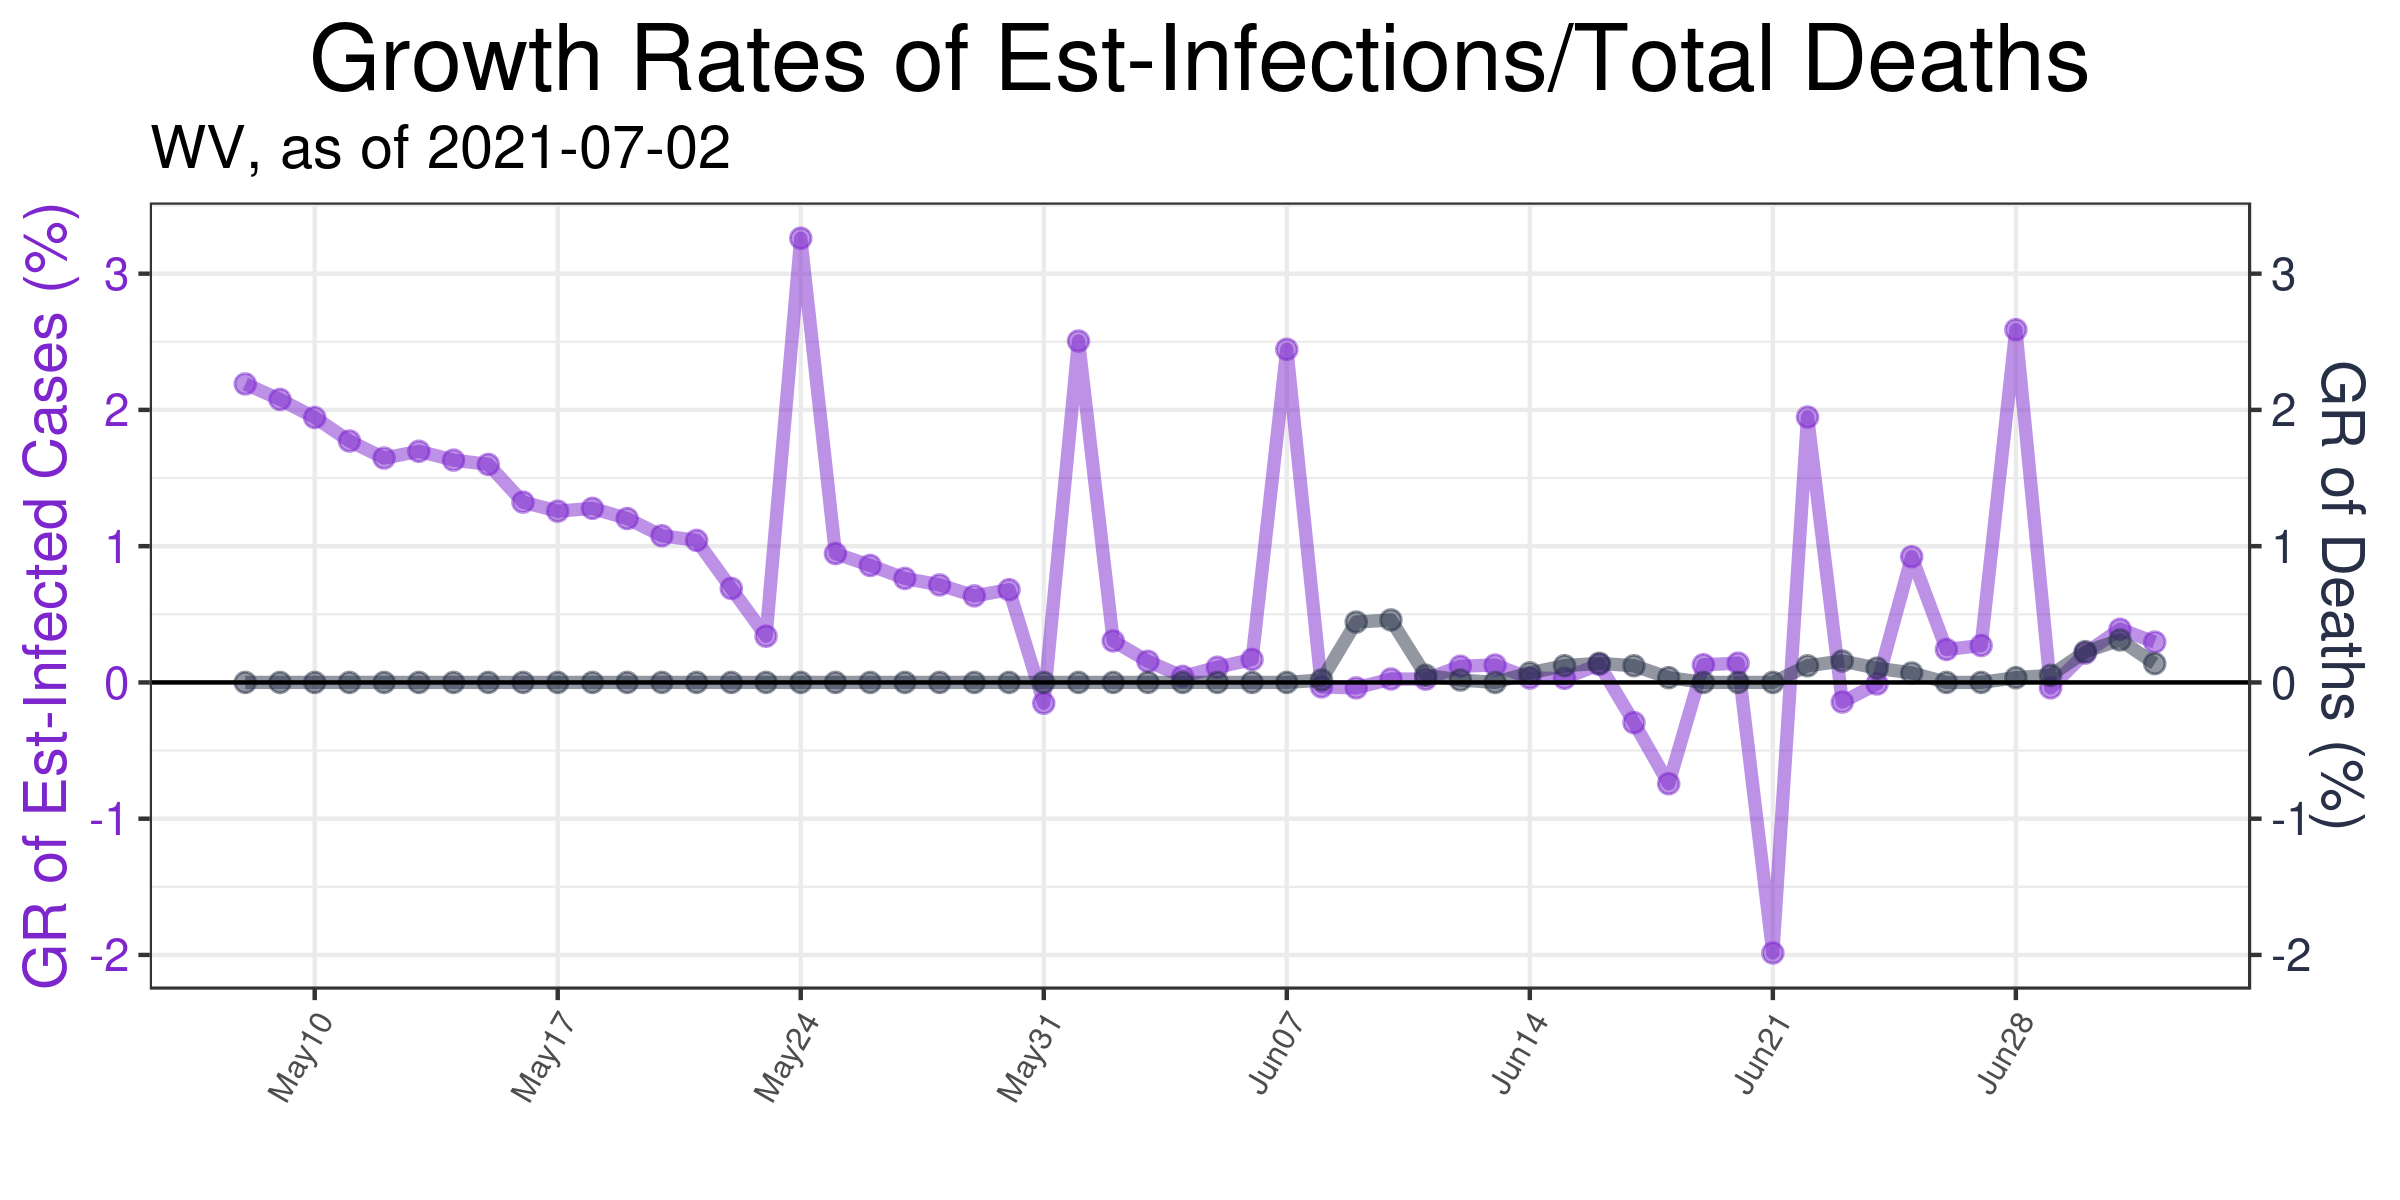 Growth Rates of Est-Infections/Total Deaths
WV, as of 2021-07-02
GR of Est-Infected Cases (%)
3
2
1
0
-1
-2
3
2
1
0
-1
-2
GR of Deaths (%)
May10
May17
May24
May31
Jun07
Jun14
Jun21
Jun28